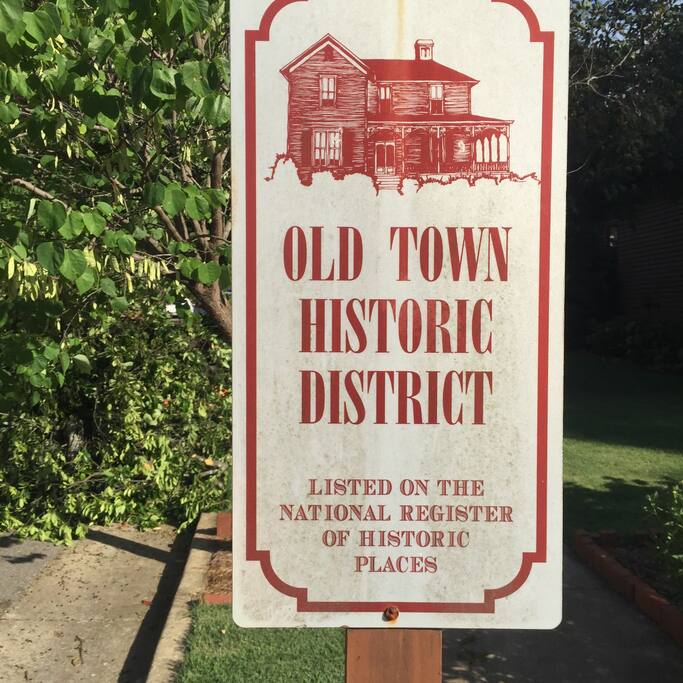 OLD TOWN
HISTORIC
DISTRICT
LISTED ON THE
NATIONAL REGISTER
OF HISTORIC
PLACES